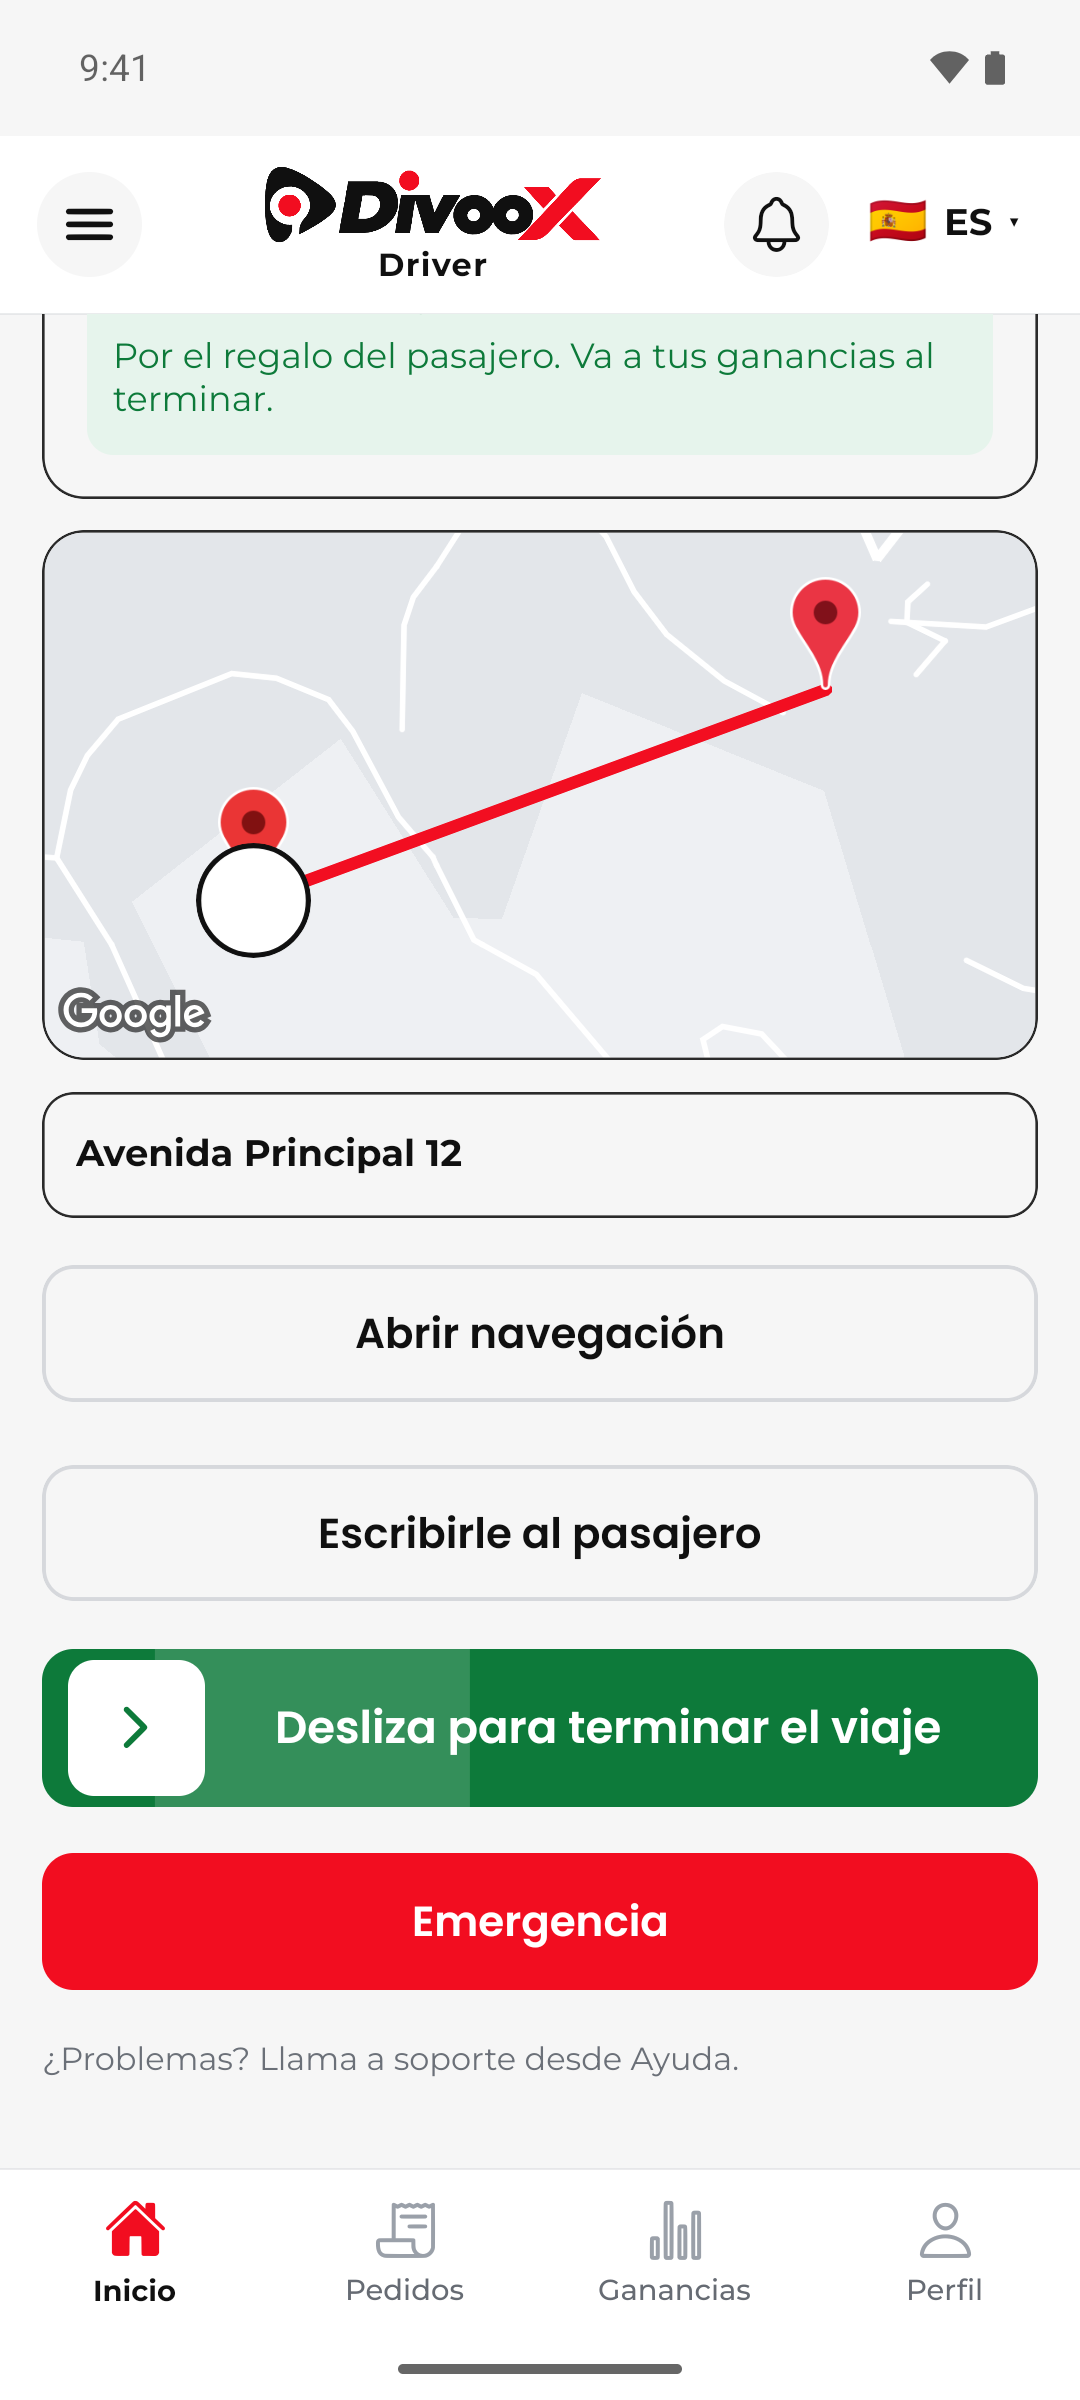 9:41
DivooX
Driver
ES
Por el regalo del pasajero. Va a tus ganancias al
terminar.
Google
Avenida Principal 12
Abrir navegación
Escribirle al pasajero
Desliza para terminar el viaje
Emergencia
¿Problemas? Llama a soporte desde Ayuda.
Inicio
Pedidos
Ganancias
Perfil